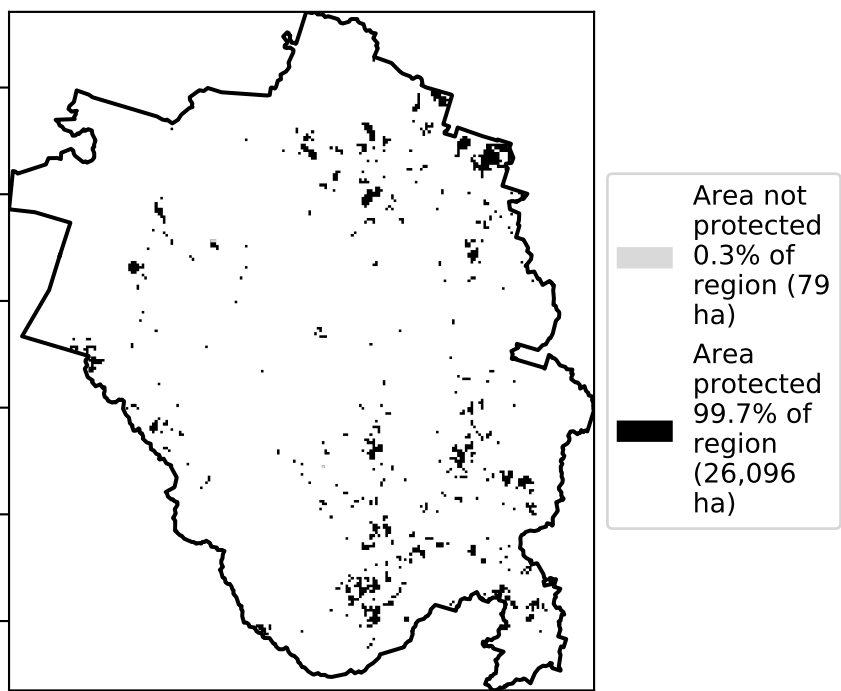 Area not
protected
0.3% of
region (79
ha)
Area
protected
99.7% of
region
(26,096
ha)